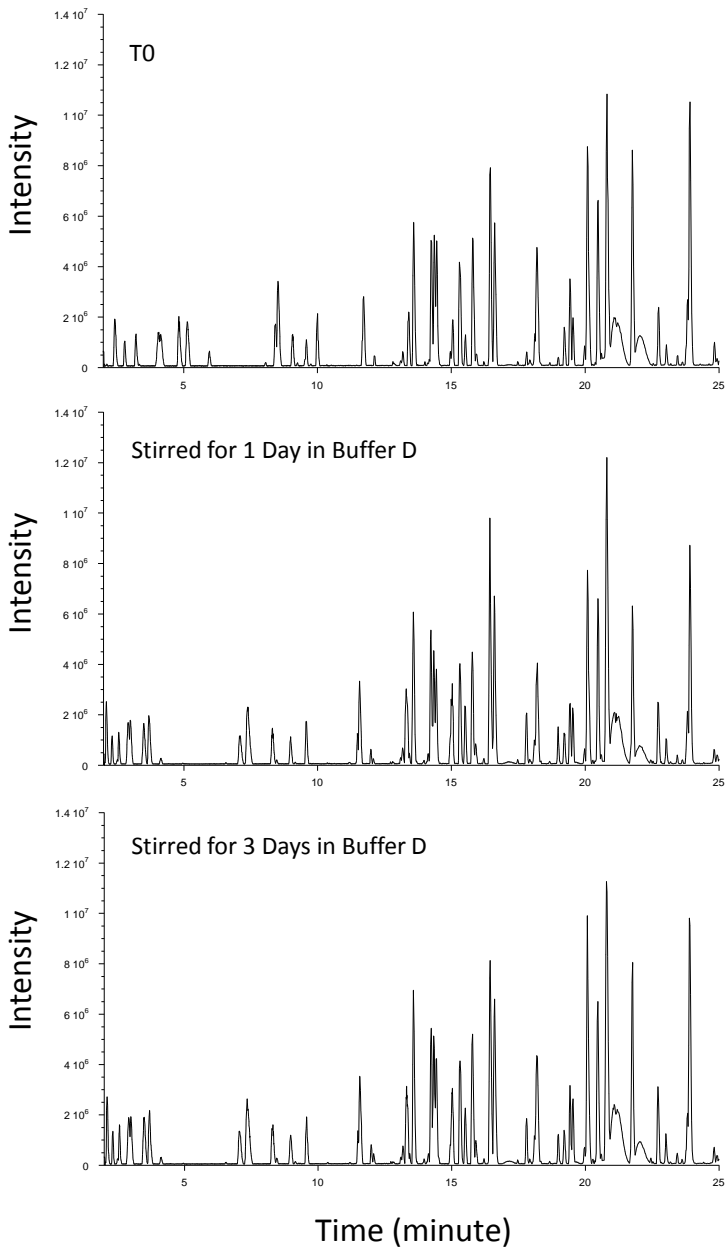 1.4 10⁷
T0
1.2 10⁷
1 10⁷
8 10⁶
6 10⁶
4 10⁶
2 10⁶
0
Intensity
5 10 15 20 25
1.4 10⁷
Stirred for 1 Day in Buffer D
1.2 10⁷
1 10⁷
8 10⁶
6 10⁶
4 10⁶
2 10⁶
0
Intensity
5 10 15 20 25
1.4 10⁷
Stirred for 3 Days in Buffer D
1.2 10⁷
1 10⁷
8 10⁶
6 10⁶
4 10⁶
2 10⁶
0
Intensity
5 10 15 20 25
Time (minute)